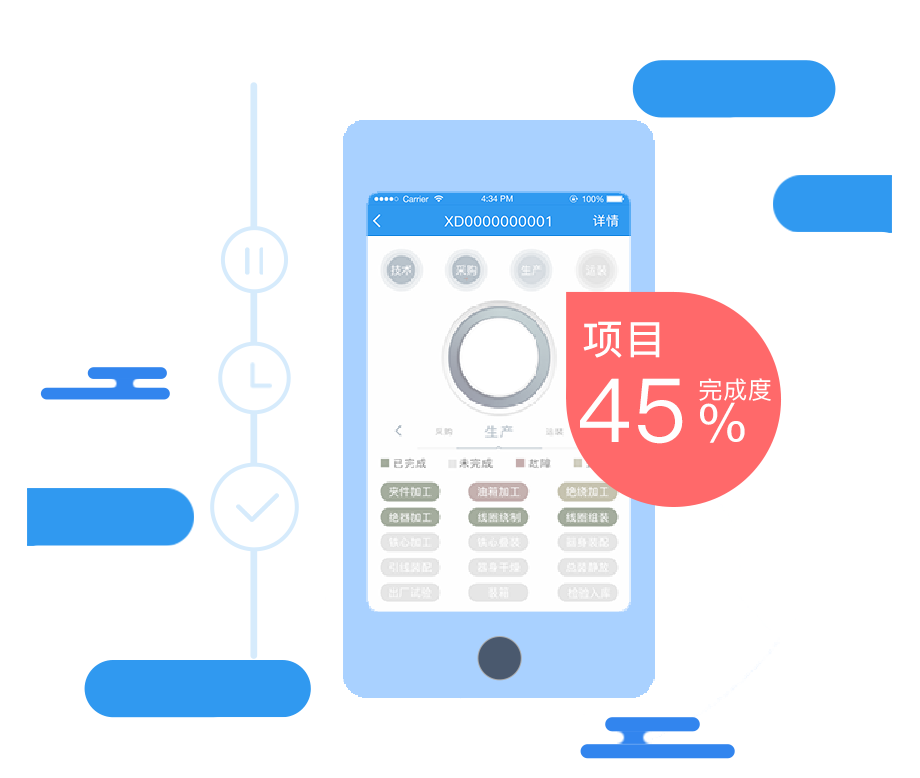 Carrier 4:34 PM 100%
XD0000000001 详情
技术 采购 生产 运装
项目
45% 完成度
采购 生产 运装
已完成 未完成 故障
夹件加工 油箱加工 绝缘加工
绝器加工 线圈绕制 线圈组装
铁心加工 铁心叠装 器身装配
引线装配 器身干燥 总装静放
出厂试验 装箱 检验入库